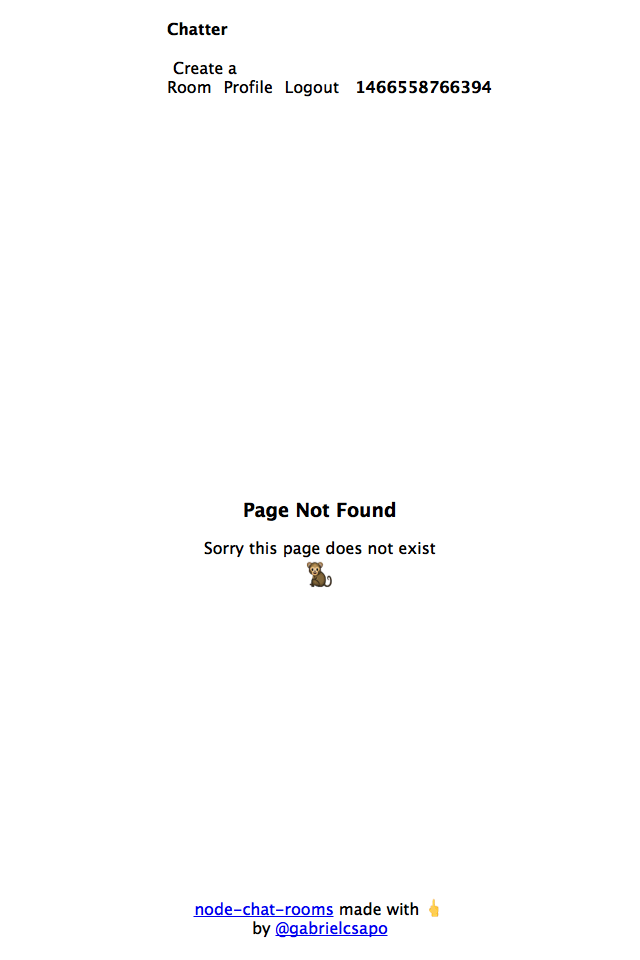 Chatter
Create a
Room Profile Logout 1466558766394
Page Not Found
Sorry this page does not exist
🐒
node-chat-rooms made with 👆
by @gabrielcsapo